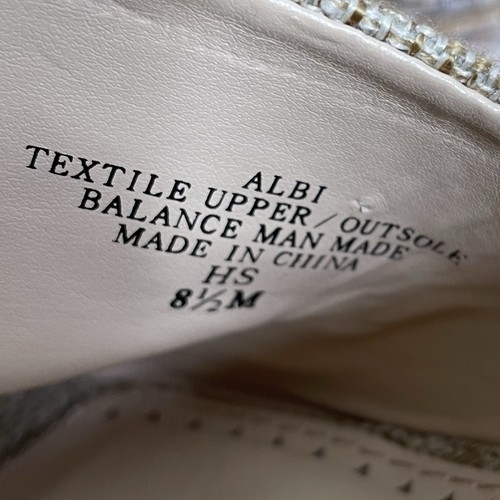 ALBI
TEXTILE UPPER / OUTSOLE
BALANCE MAN MADE
MADE IN CHINA
HS
8½M